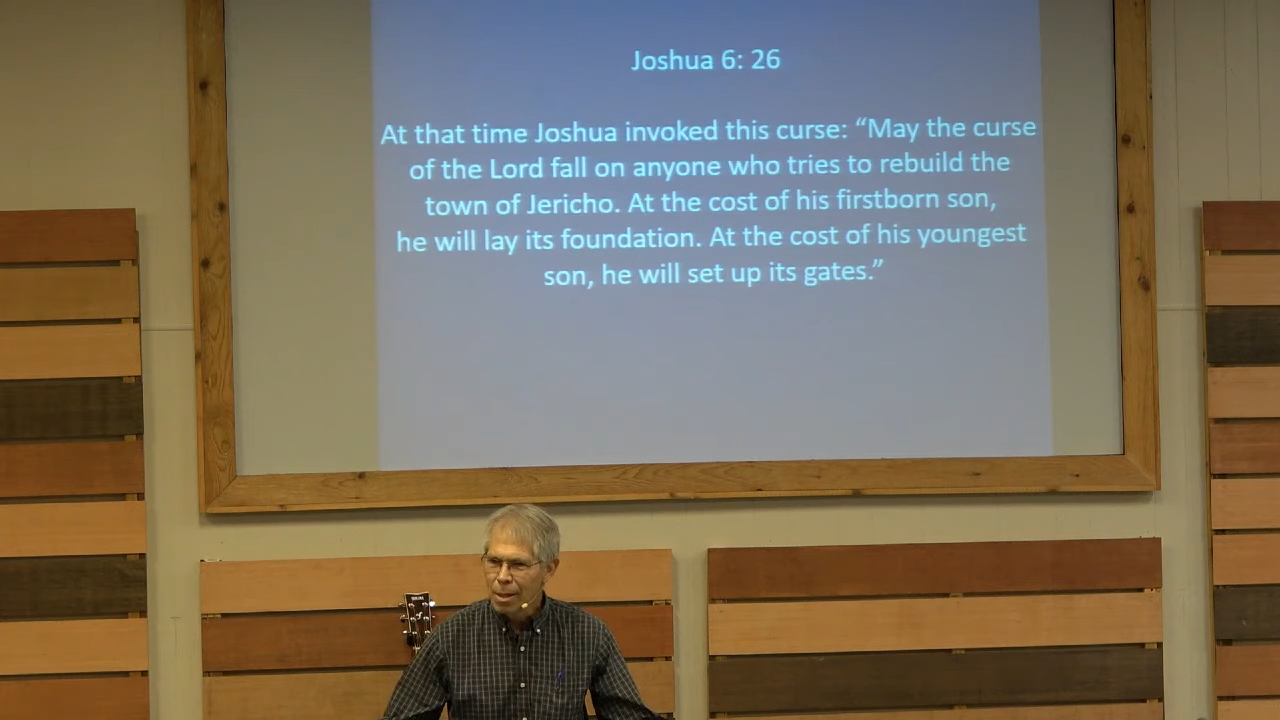 Joshua 6: 26
At that time Joshua invoked this curse: “May the curse
of the Lord fall on anyone who tries to rebuild the
town of Jericho. At the cost of his firstborn son,
he will lay its foundation. At the cost of his youngest
son, he will set up its gates.”